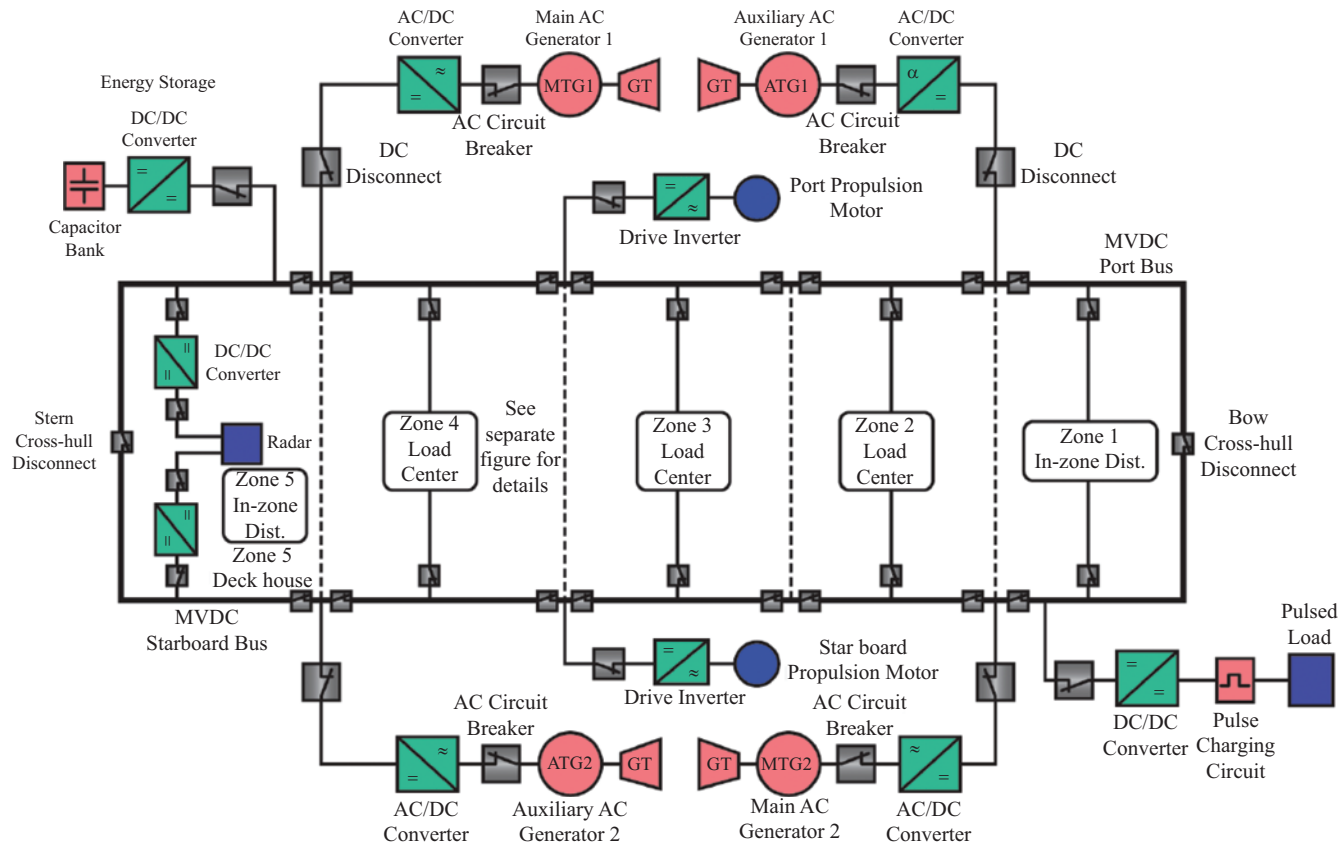 AC/DC
Converter
Main AC
Generator 1
Auxiliary AC
Generator 1
AC/DC
Converter
MTG1
GT
GT
ATG1
α
=
≈
=
AC Circuit
Breaker
AC Circuit
Breaker
Energy Storage
DC/DC
Converter
=
=
Capacitor
Bank
DC
Disconnect
DC
Disconnect
=
≈
Drive Inverter
Port Propulsion
Motor
MVDC
Port Bus
DC/DC
Converter
=
=
Stern
Cross-hull
Disconnect
Radar
Zone 5
In-zone
Dist.
Zone 5
Deck house
=
=
Zone 4
Load
Center
See
separate
figure for
details
Zone 3
Load
Center
Zone 2
Load
Center
Zone 1
In-zone Dist.
Bow
Cross-hull
Disconnect
MVDC
Starboard Bus
=
≈
Drive Inverter
Star board
Propulsion Motor
Pulsed
Load
=
=
DC/DC
Converter
Pulse
Charging
Circuit
AC Circuit
Breaker
AC Circuit
Breaker
≈
=
ATG2
GT
GT
MTG2
≈
=
AC/DC
Converter
Auxiliary AC
Generator 2
Main AC
Generator 2
AC/DC
Converter